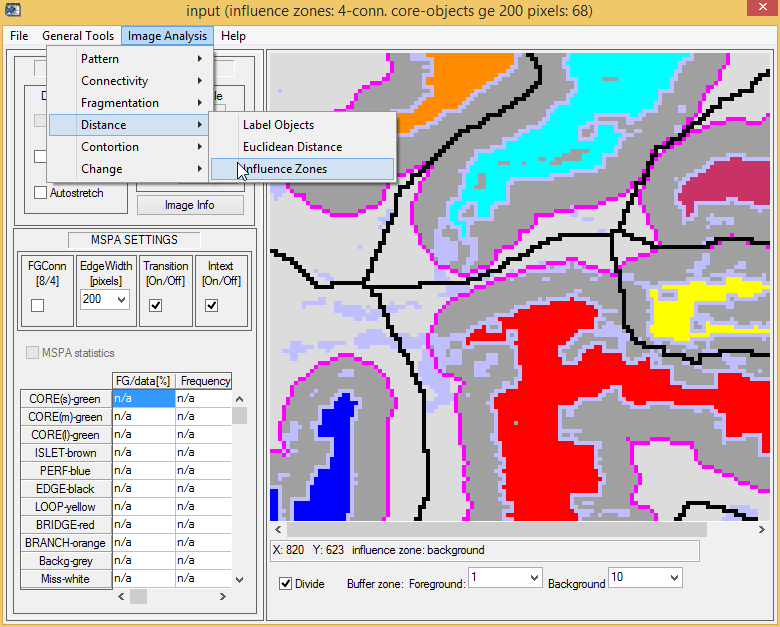 input (influence zones: 4-conn. core-objects ge 200 pixels: 68)
File General Tools Image Analysis Help
Pattern
Connectivity
Fragmentation
Distance
Contortion
Change
Label Objects
Euclidean Distance
Influence Zones
Autostretch
Image Info
MSPA SETTINGS
FGConn EdgeWidth Transition Intext
[8/4] [pixels] [On/Off] [On/Off]
200
MSPA statistics
FG/data[%] Frequency
CORE(s)-green n/a n/a
CORE(m)-green n/a n/a
CORE(l)-green n/a n/a
ISLET-brown n/a n/a
PERF-blue n/a n/a
EDGE-black n/a n/a
LOOP-yellow n/a n/a
BRIDGE-red n/a n/a
BRANCH-orange n/a n/a
Backg-grey n/a n/a
Miss-white n/a n/a
X: 820 Y: 623 influence zone: background
Divide Buffer zone: Foreground: 1 Background 10